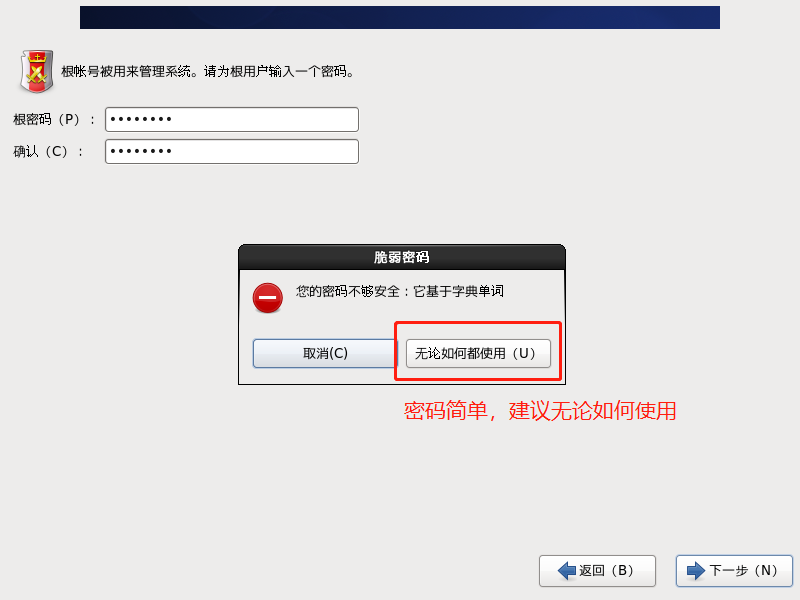 根帐号被用来管理系统。请为根用户输入一个密码。
根密码（P）：
确认（C）：
脆弱密码
您的密码不够安全：它基于字典单词
取消(C)
无论如何都使用（U）
密码简单，建议无论如何使用
返回（B）
下一步（N）